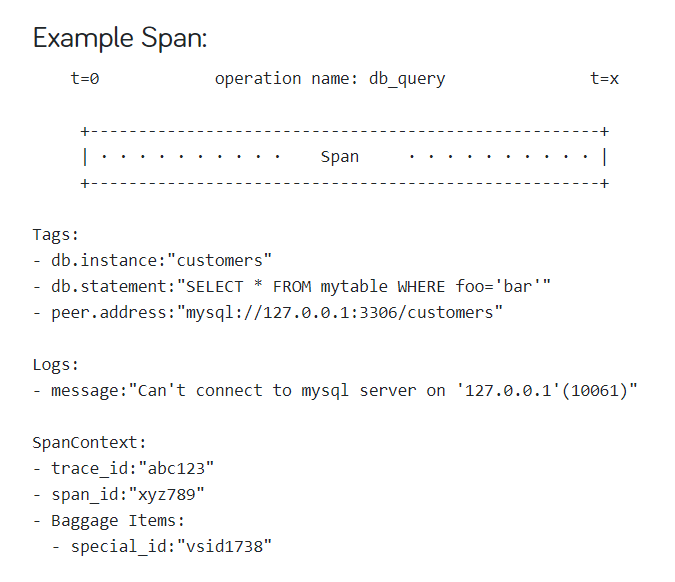 Example Span:
t=0            operation name: db_query               t=x
+-----------------------------------------------------+
| · · · · · · · · · ·    Span     · · · · · · · · · · |
+-----------------------------------------------------+
Tags:
- db.instance:"customers"
- db.statement:"SELECT * FROM mytable WHERE foo='bar'"
- peer.address:"mysql://127.0.0.1:3306/customers"
Logs:
- message:"Can't connect to mysql server on '127.0.0.1'(10061)"
SpanContext:
- trace_id:"abc123"
- span_id:"xyz789"
- Baggage Items:
  - special_id:"vsid1738"